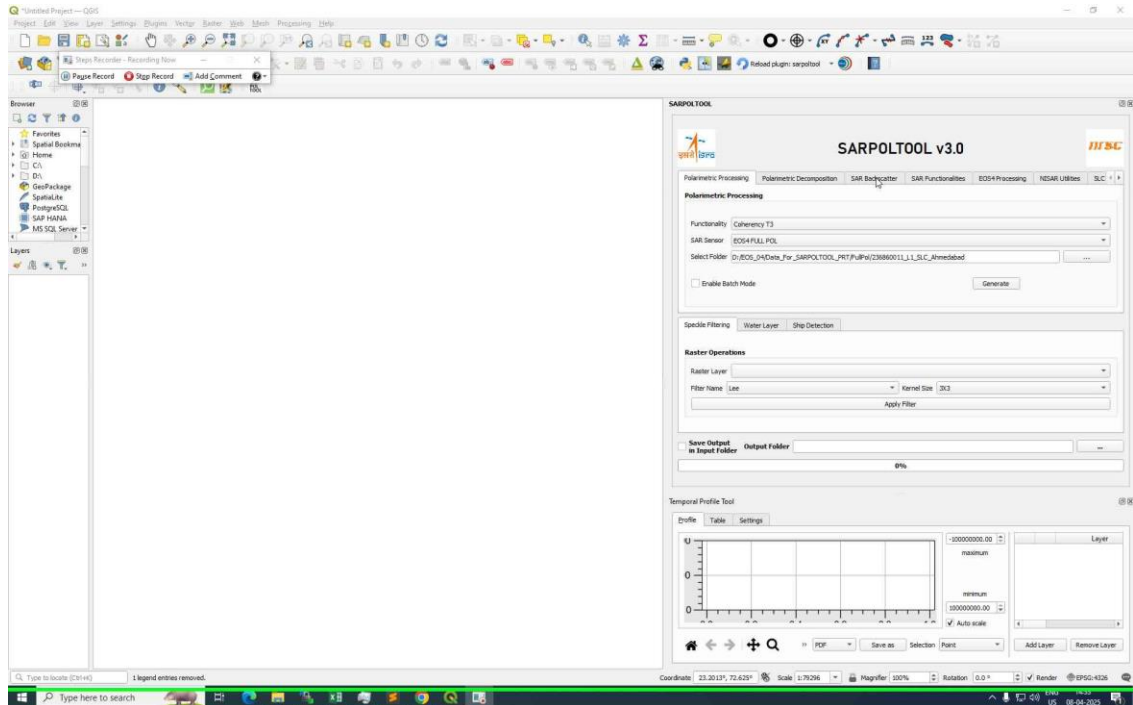 *Untitled Project — QGIS
Project Edit View Layer Settings Plugins Vector Raster Web Mesh Processing Help
Steps Recorder - Recording Now
Reload plugin: sarpoltool
Pause Record Stop Record Add Comment
Browser
Favorites
Spatial Bookma
Home
C:\
D:\
GeoPackage
SpatiaLite
PostgreSQL
SAP HANA
MS SQL Server
Layers
SARPOLTOOL
इसरो isro
SARPOLTOOL v3.0
Polarimetric Processing Polarimetric Decomposition SAR Backscatter SAR Functionalities EOS4 Processing NISAR Utilities SLC
Polarimetric Processing
Functionality Coherency T3
SAR Sensor EOS4 FULL POL
Select Folder D:/EOS_04/Data_For_SARPOLTOOL_PRT/FullPol/236860011_L1_SLC_Ahmedabad ...
Enable Batch Mode Generate
Speckle Filtering Water Layer Ship Detection
Raster Operations
Raster Layer
Filter Name Lee Kernel Size 3X3
Apply Filter
Save Output in Input Folder Output Folder ...
0%
Temporal Profile Tool
Profile Table Settings
-100000000.00 Layer
maximum
0
minimum
0 100000000.00
Auto scale
PDF Save as Selection Point Add Layer Remove Layer
Type to locate (Ctrl+K) 1 legend entries removed. Coordinate 23.2013°, 72.625° Scale 1:79296 Magnifier 100% Rotation 0.0 ° Render EPSG:4326
Type here to search ENG 14:33
US 08-04-2025